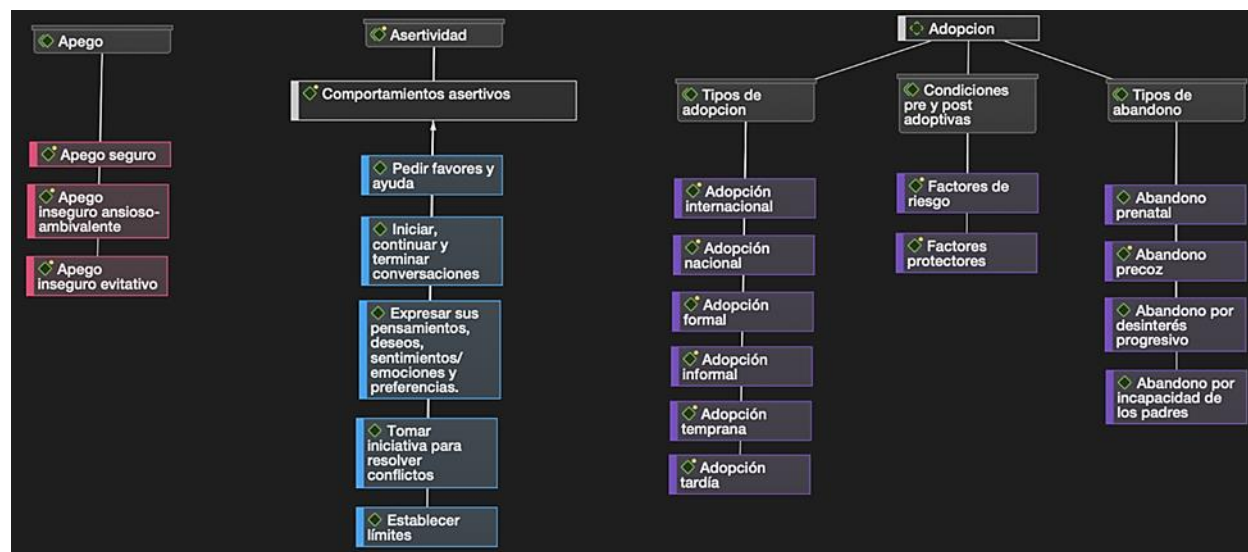 Apego
Apego seguro
Apego
inseguro ansioso-
ambivalente
Apego
inseguro evitativo
Asertividad
Comportamientos asertivos
Pedir favores y
ayuda
Iniciar,
continuar y
terminar
conversaciones
Expresar sus
pensamientos,
deseos,
sentimientos/
emociones y
preferencias.
Tomar
iniciativa para
resolver
conflictos
Establecer
límites
Adopcion
Tipos de
adopcion
Adopción
internacional
Adopción
nacional
Adopción
formal
Adopción
informal
Adopción
temprana
Adopción
tardía
Condiciones
pre y post
adoptivas
Factores de
riesgo
Factores
protectores
Tipos de
abandono
Abandono
prenatal
Abandono
precoz
Abandono por
desinterés
progresivo
Abandono por
incapacidad de
los padres